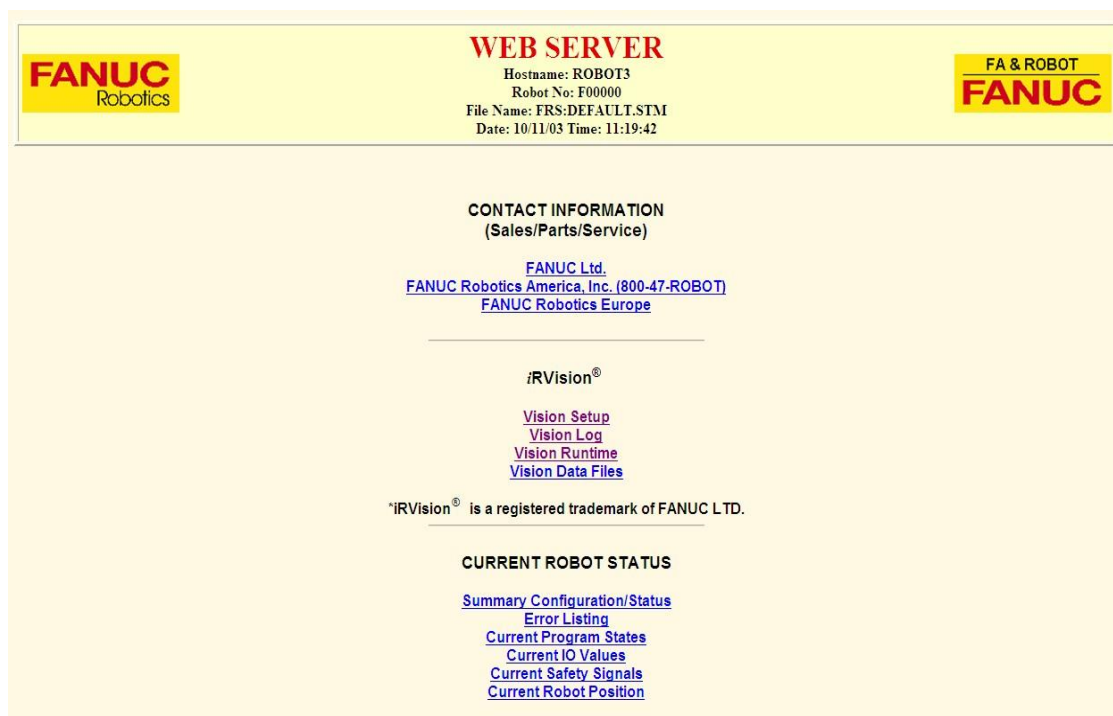 FANUC
Robotics
WEB SERVER
Hostname: ROBOT3
Robot No: F00000
File Name: FRS:DEFAULT.STM
Date: 10/11/03 Time: 11:19:42
FA & ROBOT
FANUC
CONTACT INFORMATION
(Sales/Parts/Service)
FANUC Ltd.
FANUC Robotics America, Inc. (800-47-ROBOT)
FANUC Robotics Europe
iRVision®
Vision Setup
Vision Log
Vision Runtime
Vision Data Files
*iRVision® is a registered trademark of FANUC LTD.
CURRENT ROBOT STATUS
Summary Configuration/Status
Error Listing
Current Program States
Current IO Values
Current Safety Signals
Current Robot Position